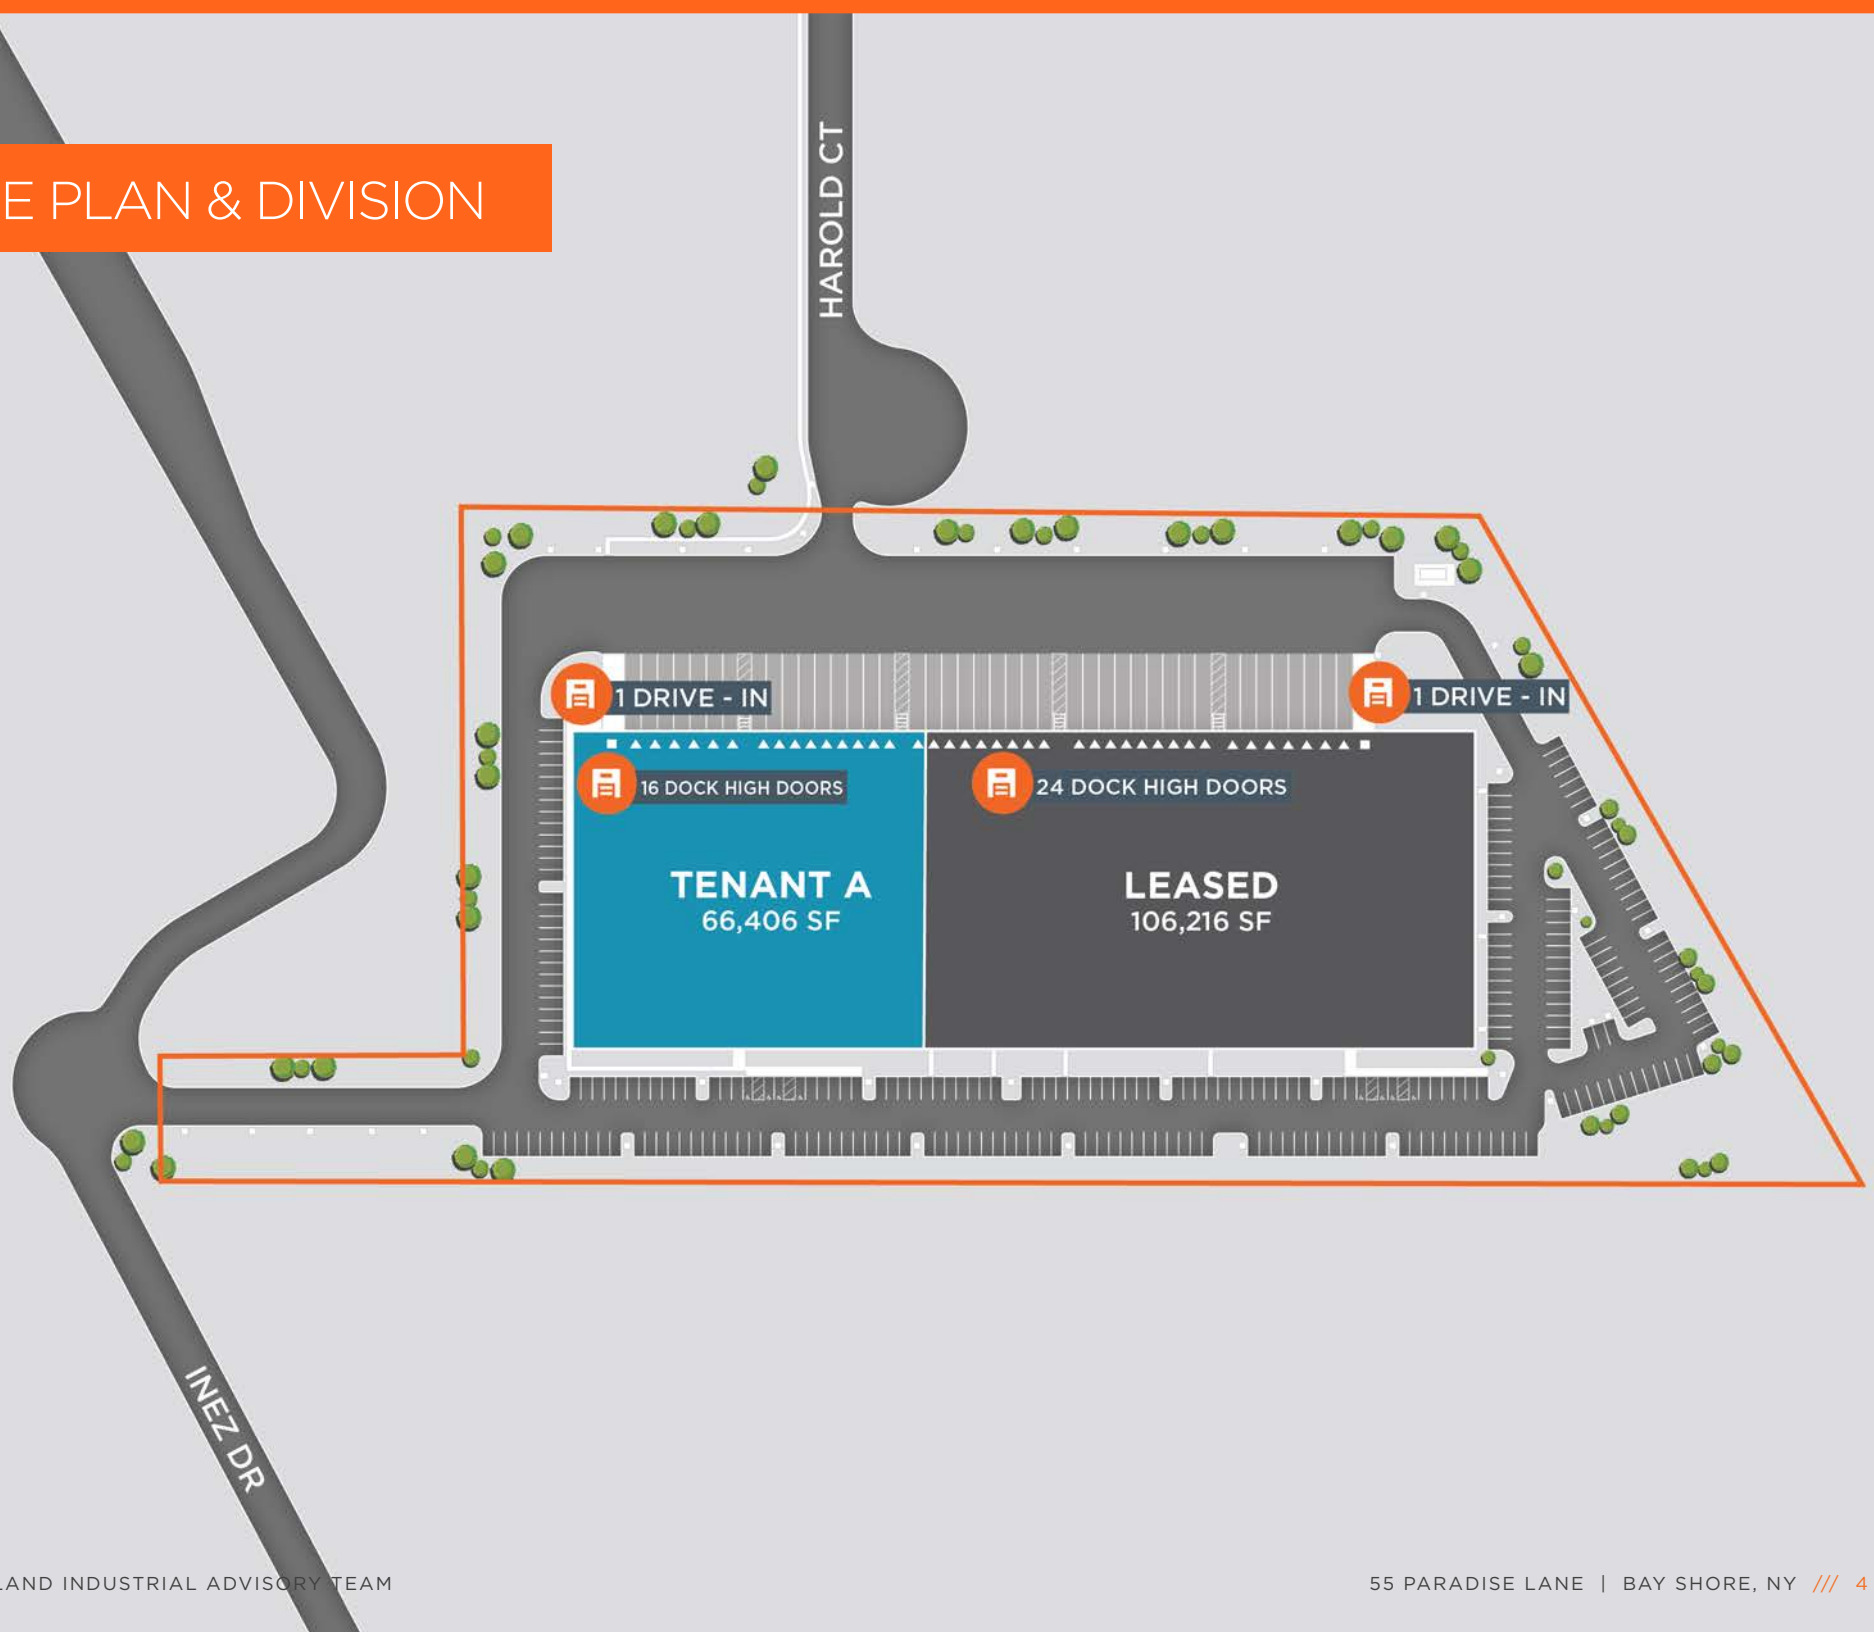 E PLAN & DIVISION
HAROLD CT
1 DRIVE - IN
1 DRIVE - IN
16 DOCK HIGH DOORS
24 DOCK HIGH DOORS
TENANT A
66,406 SF
LEASED
106,216 SF
INEZ DR
LAND INDUSTRIAL ADVISORY TEAM
55 PARADISE LANE | BAY SHORE, NY /// 4